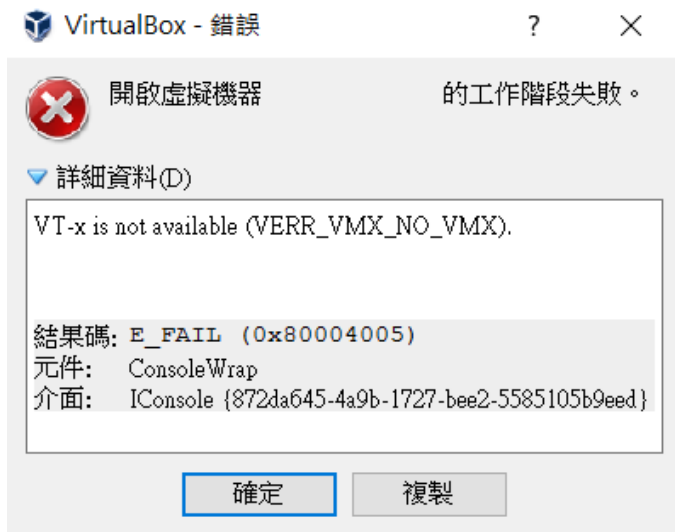 VirtualBox - 錯誤
開啟虛擬機器 的工作階段失敗。
詳細資料(D)
VT-x is not available (VERR_VMX_NO_VMX).
結果碼: E_FAIL (0x80004005)
元件: ConsoleWrap
介面: IConsole {872da645-4a9b-1727-bee2-5585105b9eed}
確定 複製